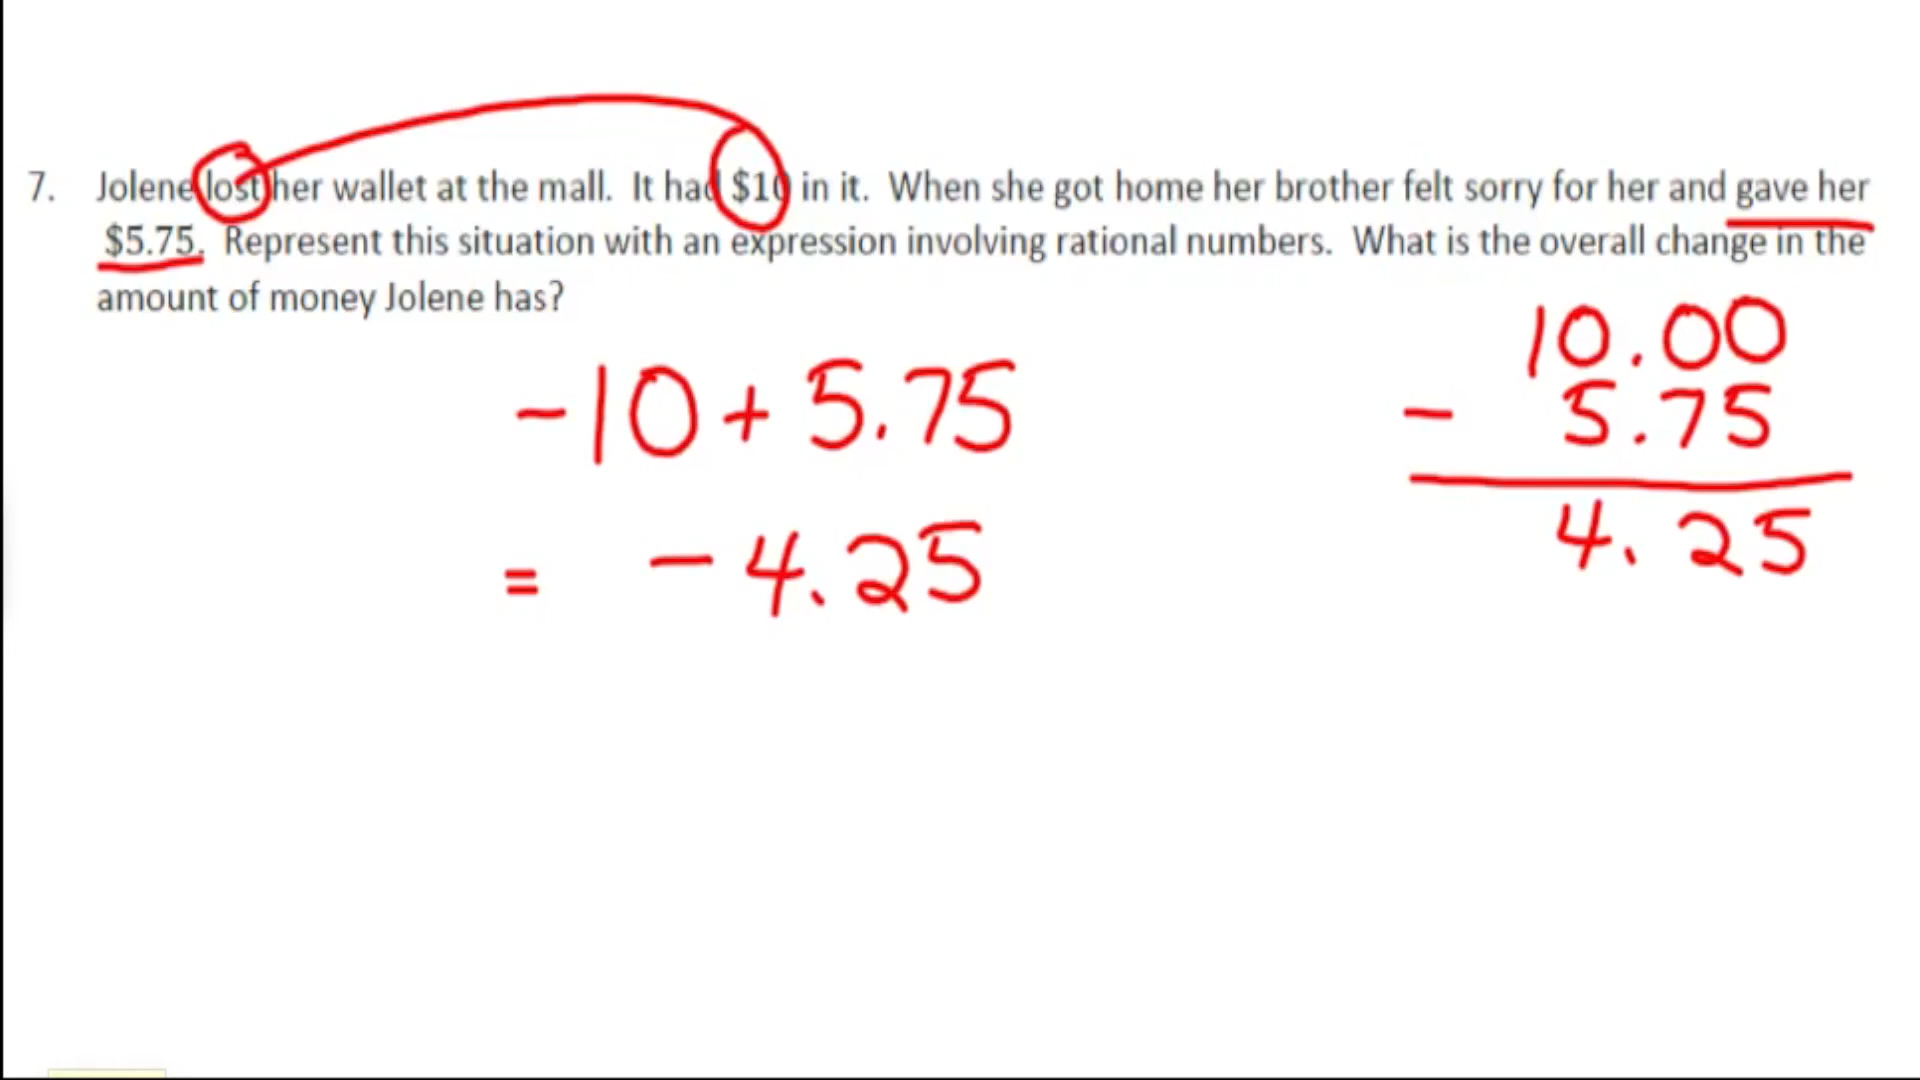 7. Jolene lost her wallet at the mall. It had $10 in it. When she got home her brother felt sorry for her and gave her
$5.75. Represent this situation with an expression involving rational numbers. What is the overall change in the
amount of money Jolene has?
-10 + 5.75
= -4.25
10.00
- 5.75
4.25